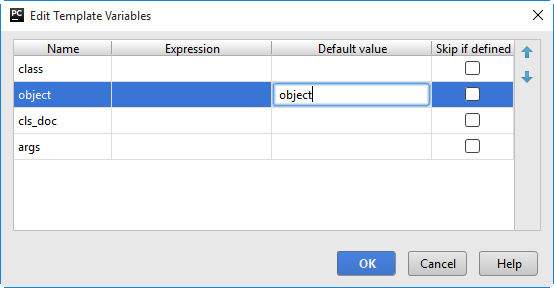 PC Edit Template Variables
Name Expression Default value Skip if defined
class
object object
cls_doc
args
OK Cancel Help